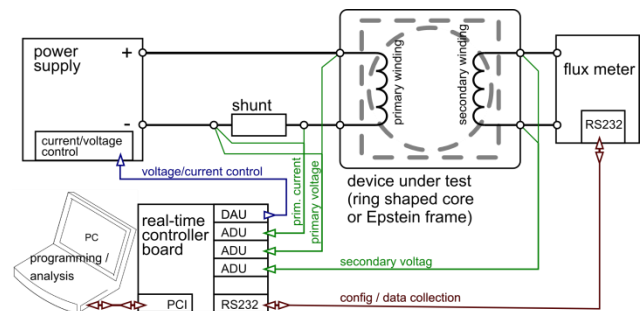 power
supply
+
-
current/voltage
control
shunt
primary winding
secondary winding
flux meter
RS232
voltage/current control
prim. current
primary voltage
device under test
(ring shaped core
or Epstein frame)
PC
programming /
analysis
real-time
controller
board
DAU
ADU
ADU
ADU
secondary voltag
PCI
RS232
config / data collection